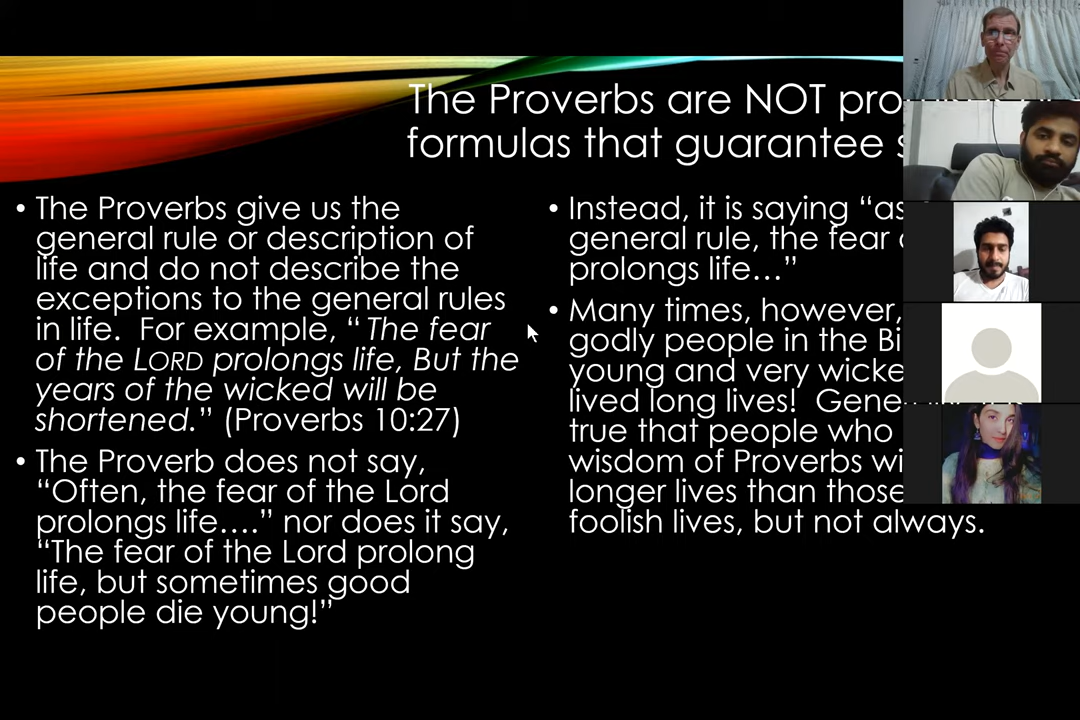 The Proverbs are NOT
formulas that guarantee
• The Proverbs give us the
general rule or description of
life and do not describe the
exceptions to the general rules
in life. For example, “The fear
of the LORD prolongs life, But the
years of the wicked will be
shortened.” (Proverbs 10:27)
• The Proverb does not say,
“Often, the fear of the Lord
prolongs life….” nor does it say,
“The fear of the Lord prolong
life, but sometimes good
people die young!”
• Instead, it is saying “as
general rule, the fear
prolongs life…”
• Many times, however,
godly people in the
young and very
lived long lives!
true that people who
wisdom of Proverbs
longer lives than those
foolish lives, but not always.